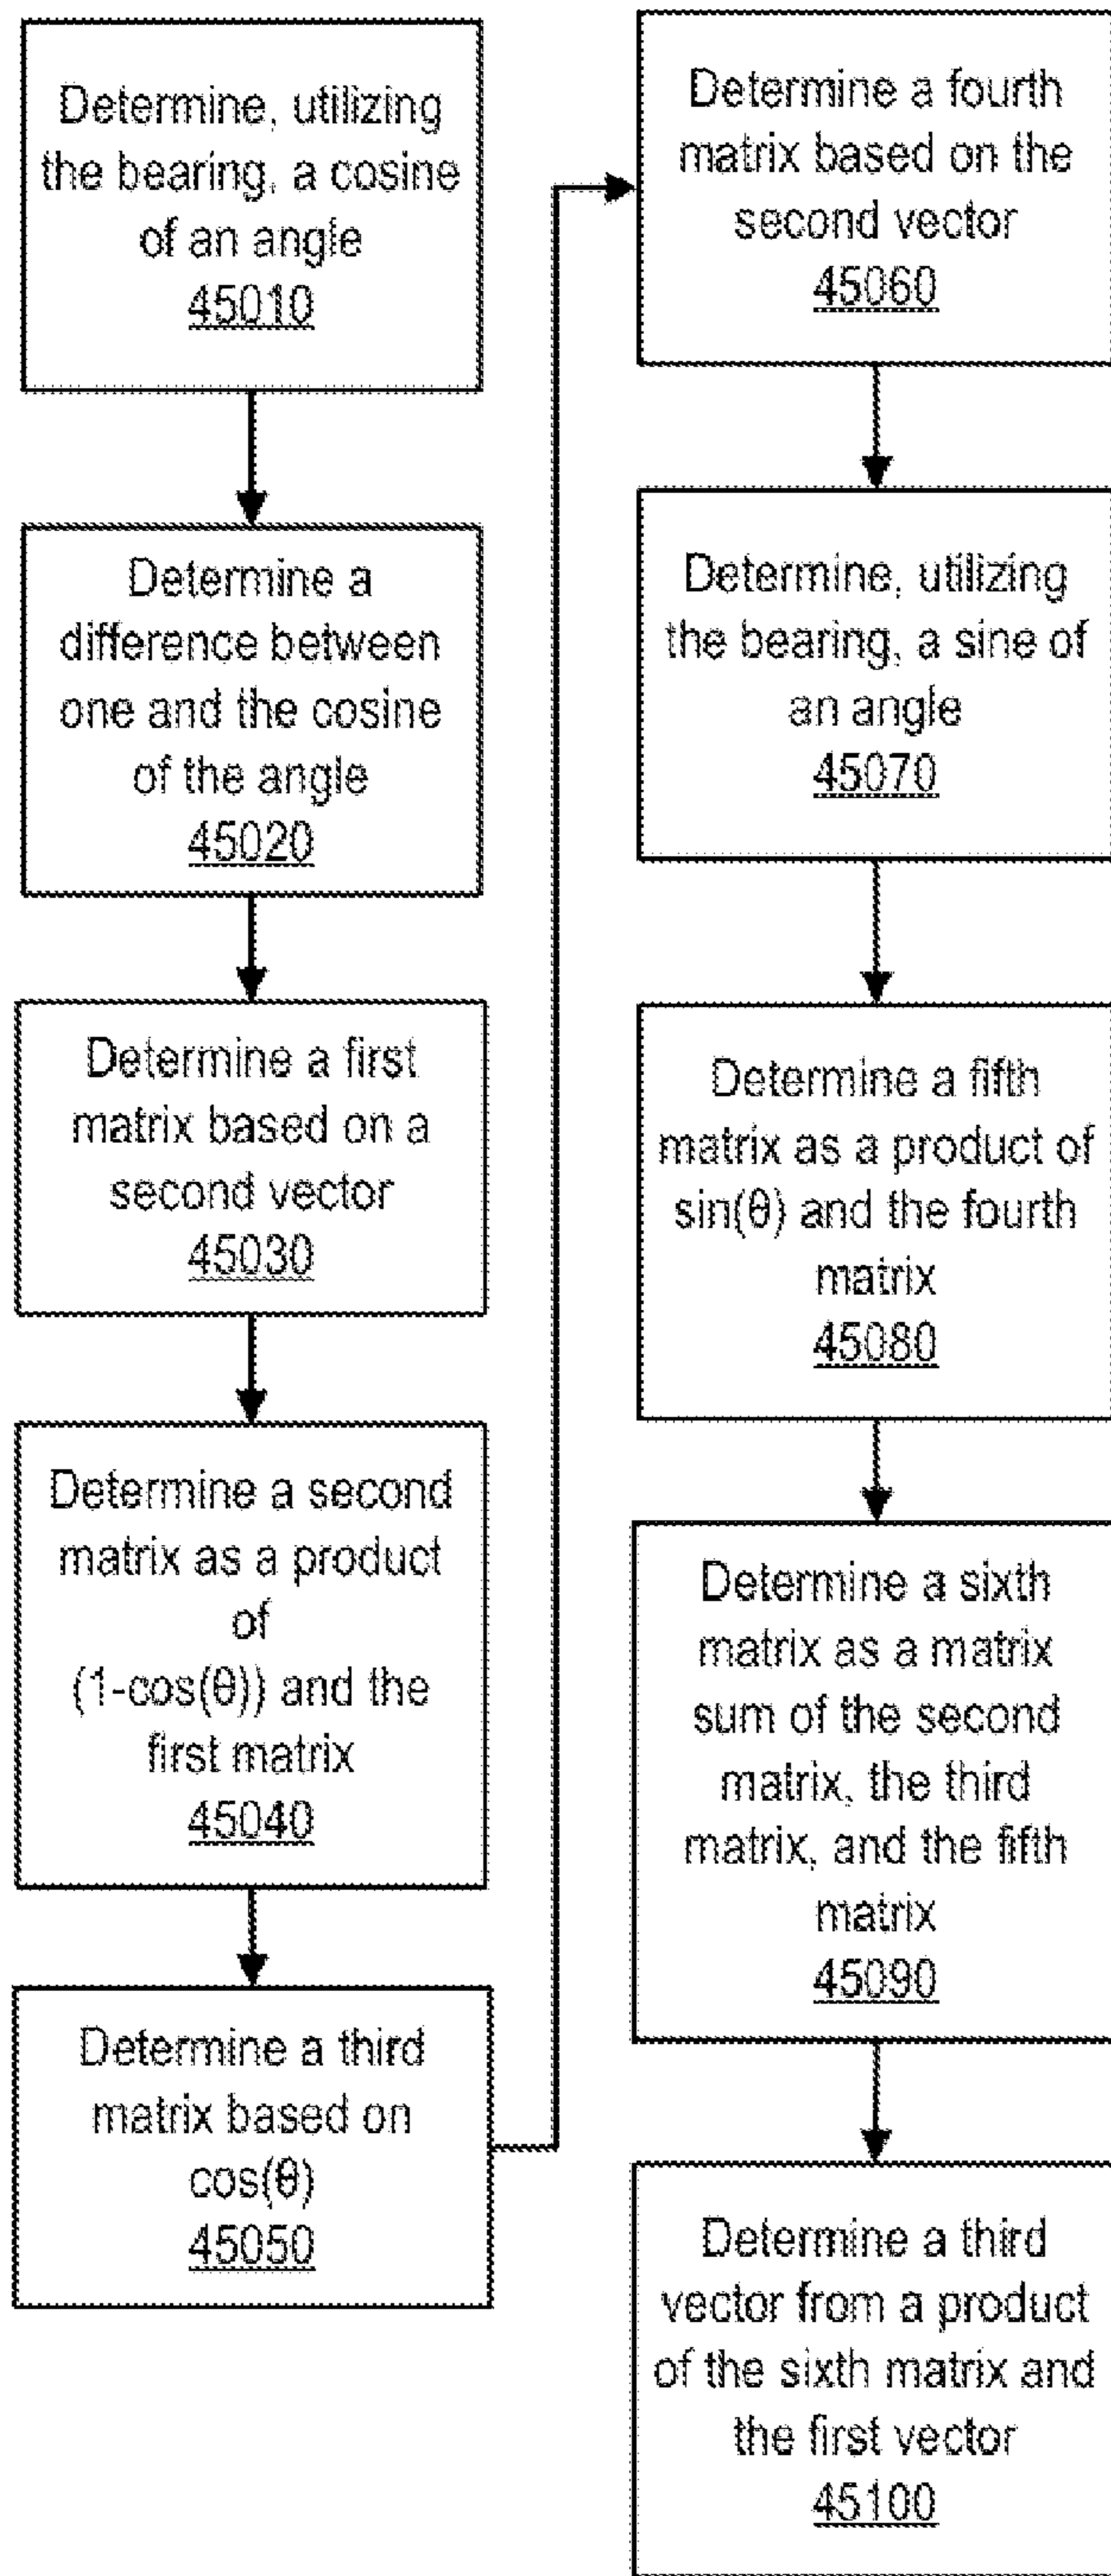 Determine, utilizing
the bearing, a cosine
of an angle
45010
Determine a
difference between
one and the cosine
of the angle
45020
Determine a first
matrix based on a
second vector
45030
Determine a second
matrix as a product
of
(1-cos(θ)) and the
first matrix
45040
Determine a third
matrix based on
cos(θ)
45050
Determine a fourth
matrix based on the
second vector
45060
Determine, utilizing
the bearing, a sine of
an angle
45070
Determine a fifth
matrix as a product of
sin(θ) and the fourth
matrix
45080
Determine a sixth
matrix as a matrix
sum of the second
matrix, the third
matrix, and the fifth
matrix
45090
Determine a third
vector from a product
of the sixth matrix and
the first vector
45100